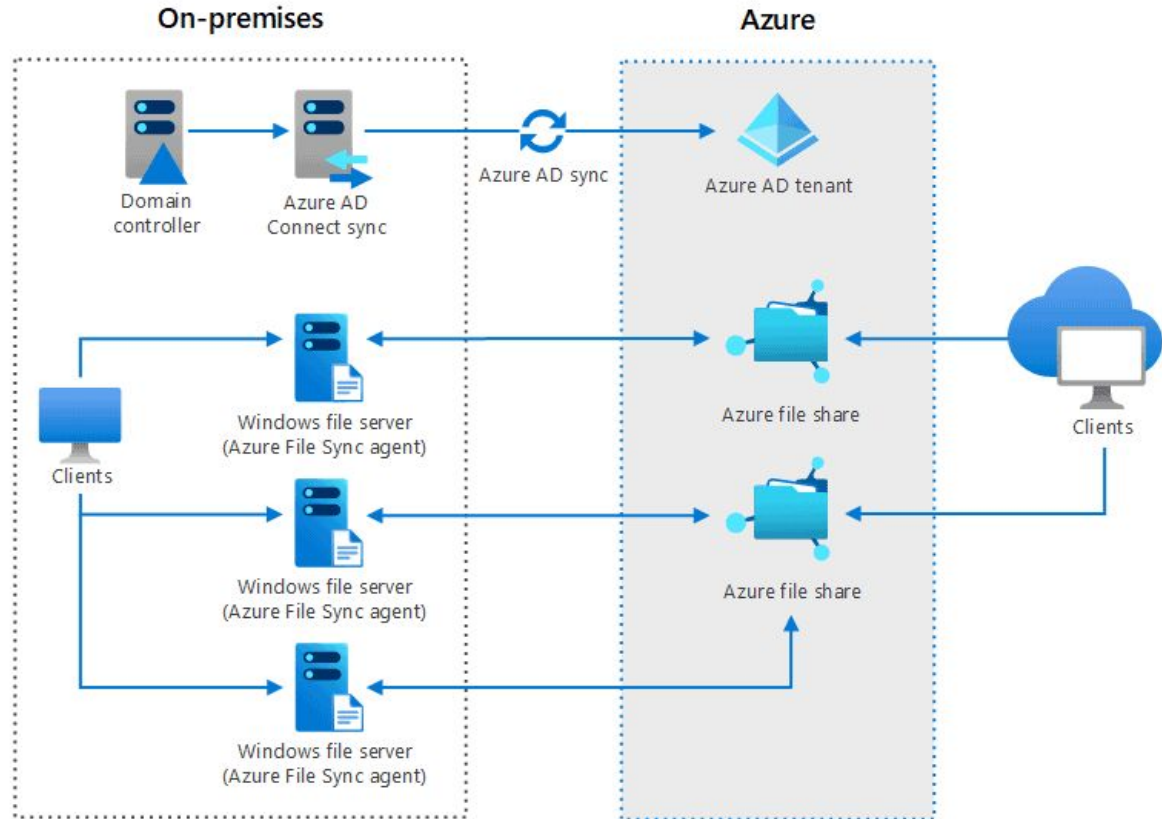 On-premises
Azure
Domain
controller
Azure AD
Connect sync
Azure AD sync
Azure AD tenant
Windows file server
(Azure File Sync agent)
Azure file share
Clients
Clients
Windows file server
(Azure File Sync agent)
Azure file share
Windows file server
(Azure File Sync agent)